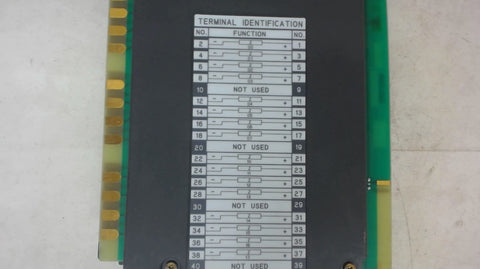 TERMINAL IDENTIFICATION
NO. FUNCTION NO.
2 - + 1
4 - + 3
6 - + 5
8 - + 7
10 NOT USED 9
12 - + 11
14 - + 13
16 - + 15
18 - + 17
20 NOT USED 19
22 - + 21
24 - + 23
26 - + 25
28 - + 27
30 NOT USED 29
32 - + 31
34 - + 33
36 - + 35
38 - + 37
40 NOT USED 39